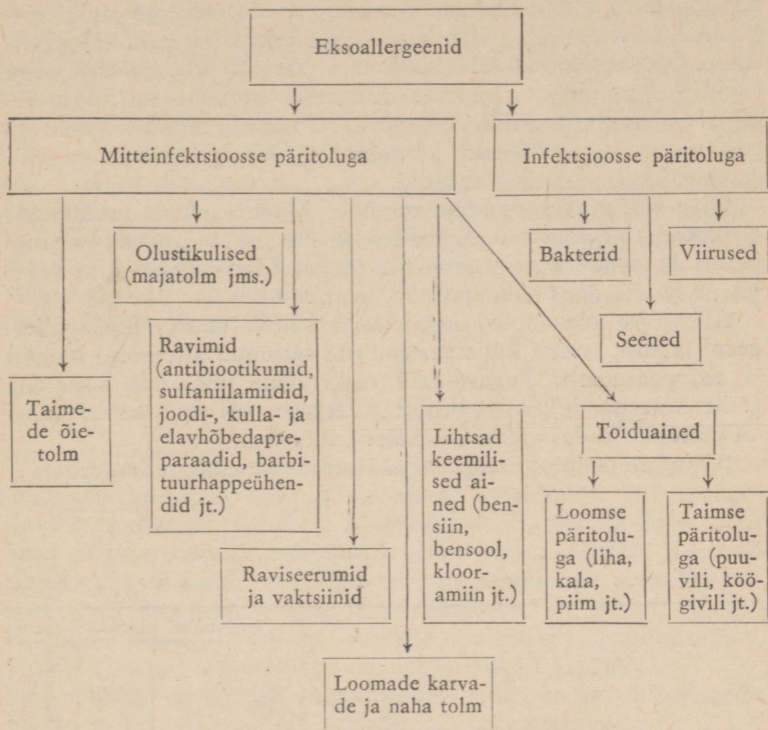 Eksoallergeenid
Mitteinfektsioosse päritoluga
Infektsioosse päritoluga
Olustikulised
(majatolm jms.)
Bakterid
Viirused
Seened
Ravimid
(antibiootikumid,
sulfaniilamiidid,
joodi-, kulla- ja
elavhõbedapre-
paraadid, barbi-
tuurhappeühen-
did jt.)
Taime-
de õie-
tolm
Lihtsad
keemili-
sed ai-
ned (ben-
siin,
bensool,
kloor-
amiin jt.)
Toiduained
Loomse
päritolu-
ga (liha,
kala,
piim jt.)
Taimse
päritolu-
ga (puu-
vili, köö-
givili jt.)
Raviseerumid
ja vaktsiinid
Loomade karva-
de ja naha tolm